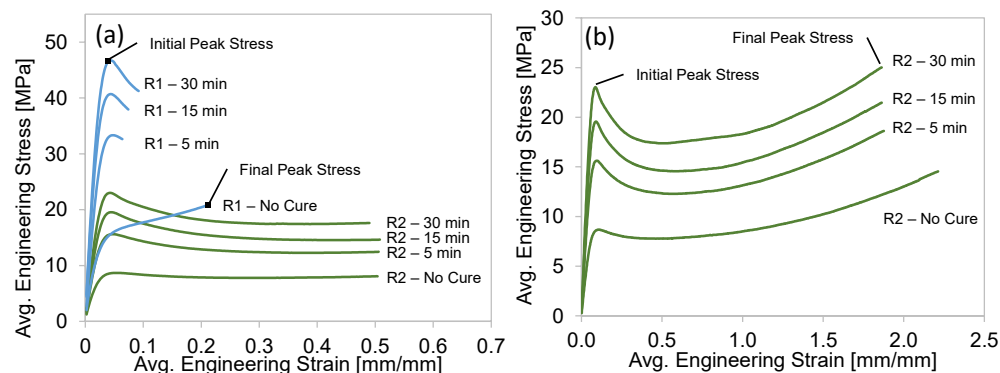 (a)
Avg. Engineering Stress [MPa]
50
40
30
20
10
0
Initial Peak Stress
R1 – 30 min
R1 – 15 min
R1 – 5 min
Final Peak Stress
R1 – No Cure
R2 – 30 min
R2 – 15 min
R2 – 5 min
R2 – No Cure
0 0.1 0.2 0.3 0.4 0.5 0.6 0.7
Avg. Engineering Strain [mm/mm]
(b)
Avg. Engineering Stress [MPa]
30
25
20
15
10
5
0
Final Peak Stress
Initial Peak Stress
R2 – 30 min
R2 – 15 min
R2 – 5 min
R2 – No Cure
0.0 0.5 1.0 1.5 2.0 2.5
Avg. Engineering Strain [mm/mm]